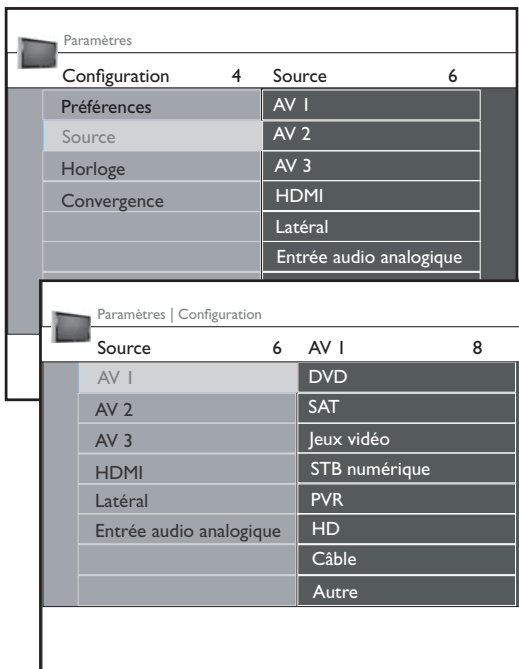 Paramètres
Configuration 4 Source 6
Préférences AV 1
Source AV 2
Horloge AV 3
Convergence HDMI
Latéral
Entrée audio analogique
Paramètres | Configuration
Source 6 AV 1 8
AV 1 DVD
AV 2 SAT
AV 3 Jeux vidéo
HDMI STB numérique
Latéral PVR
Entrée audio analogique HD
Câble
Autre